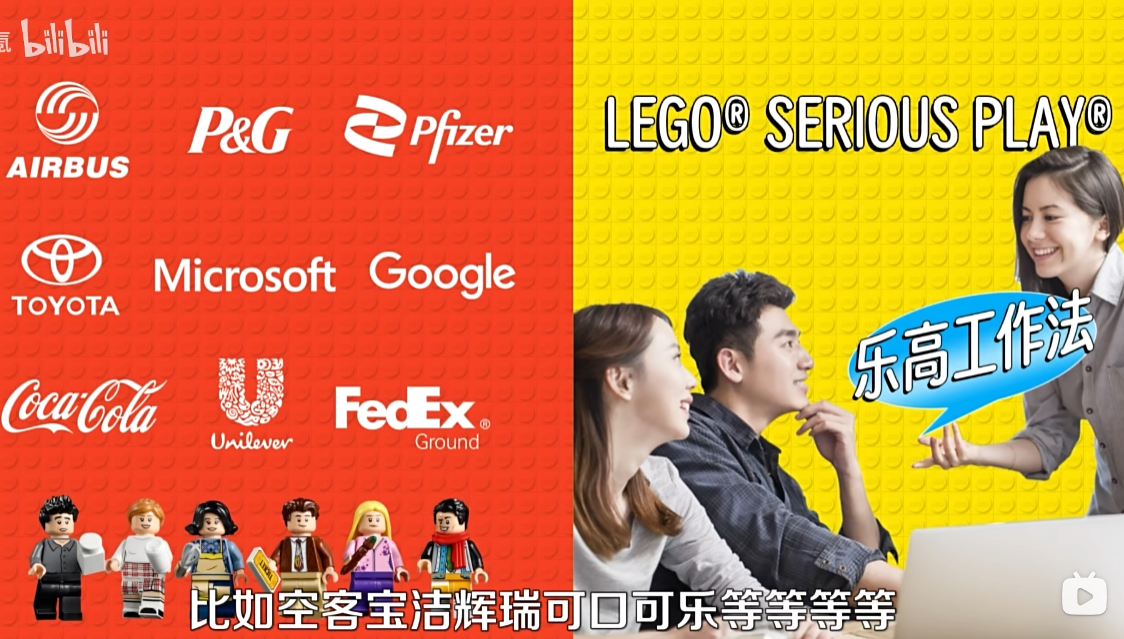 bilibili
AIRBUS
P&G
Pfizer
TOYOTA
Microsoft
Google
Coca-Cola
Unilever
FedEx®
Ground
LEGO® SERIOUS PLAY®
乐高工作法
比如空客宝洁辉瑞可口可乐等等等等